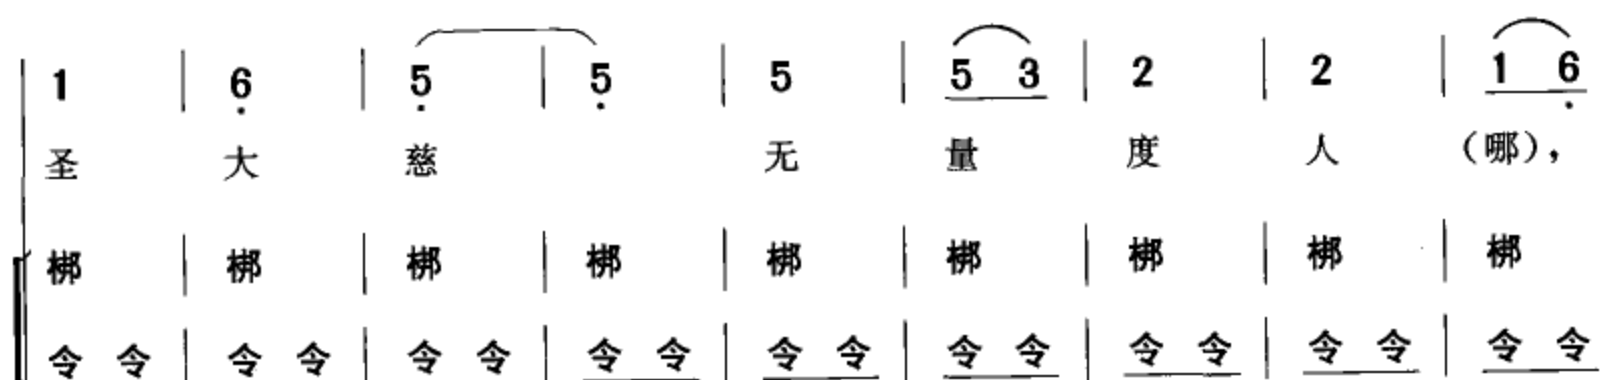 1 | 6 | 5 | 5 | 5 | 5 3 | 2 | 2 | 1 6
圣 大 慈 无 量 度 人 (哪),
梆 | 梆 | 梆 | 梆 | 梆 | 梆 | 梆 | 梆 | 梆
令 令 | 令 令 | 令 令 | 令 令 | 令 令 | 令 令 | 令 令 | 令 令 | 令 令